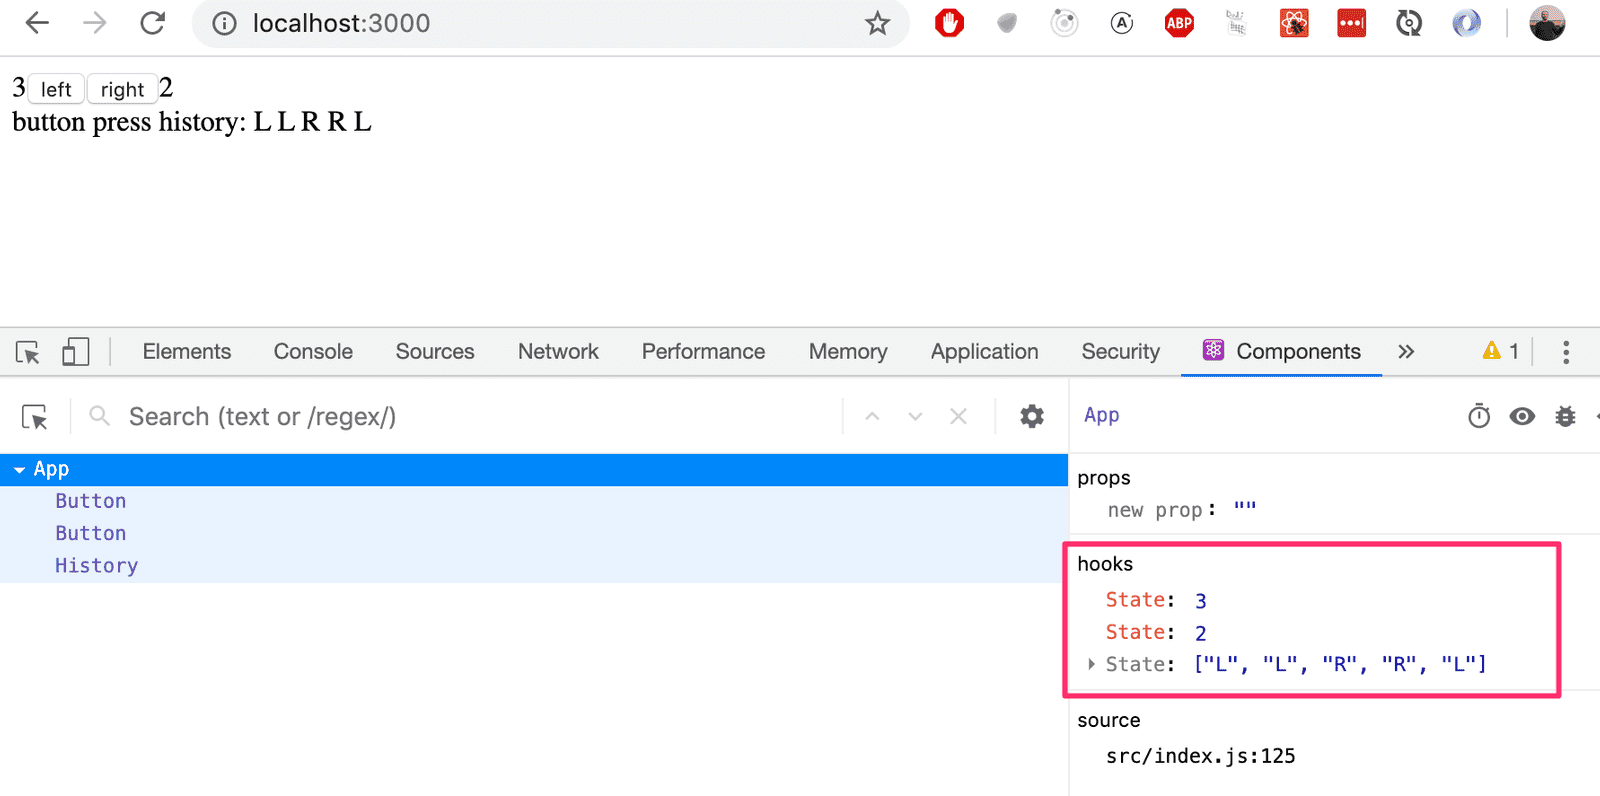 localhost:3000
ABP
3 left right 2
button press history: L L R R L
Elements Console Sources Network Performance Memory Application Security Components » 1
Search (text or /regex/)
App
Button
Button
History
App
props
new prop: ""
hooks
State: 3
State: 2
State: ["L", "L", "R", "R", "L"]
source
src/index.js:125